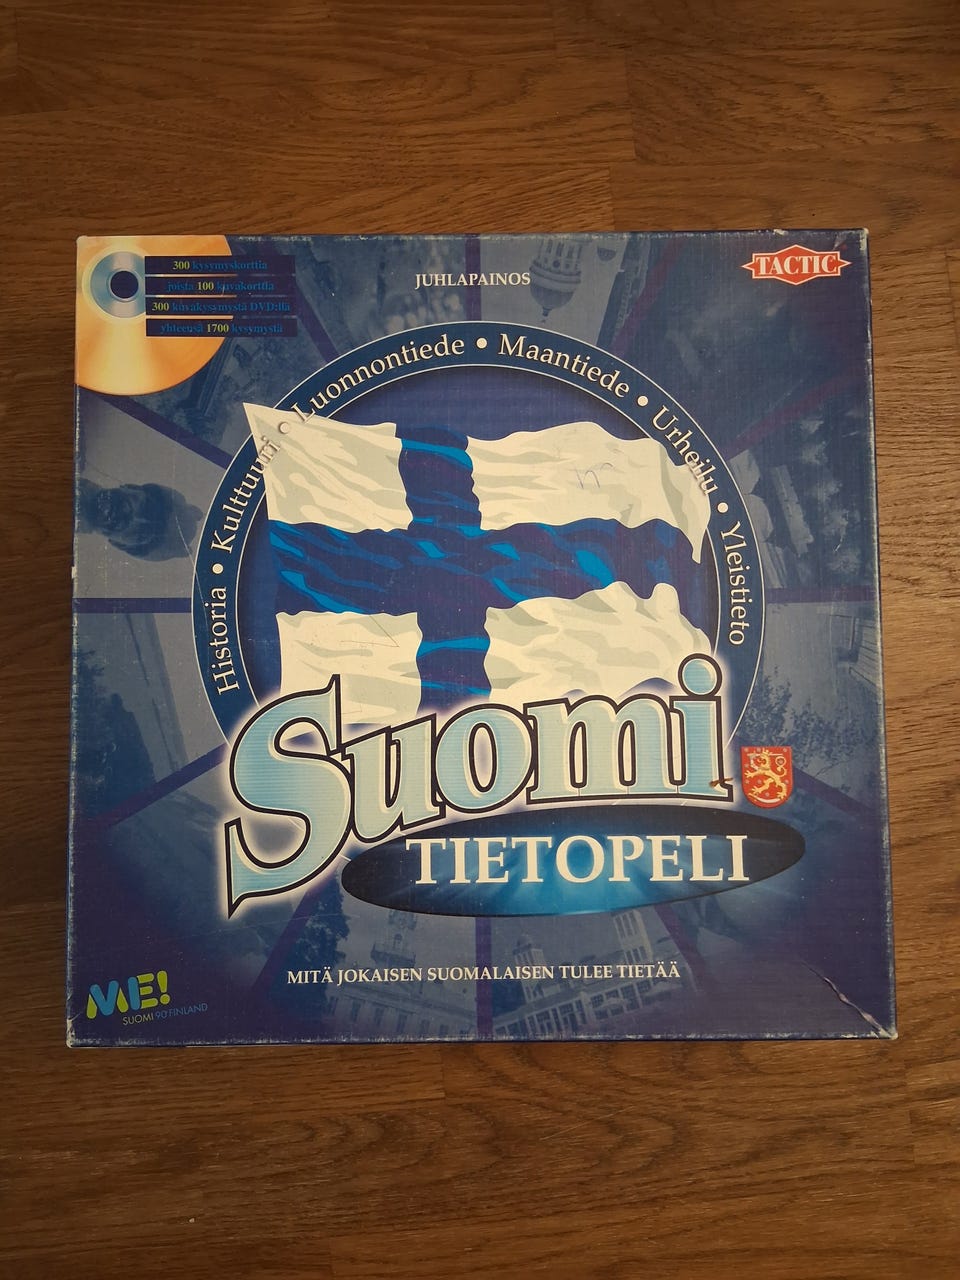 300 kysymyskorttia
joista 100 kuvakorttia
300 kuvakysymystä DVD:llä
yhteensä 1700 kysymystä
JUHLAPAINOS
TACTIC
Historia • Kulttuuri • Luonnontiede • Maantiede • Urheilu • Yleistieto
Suomi
TIETOPELI
MITÄ JOKAISEN SUOMALAISEN TULEE TIETÄÄ
ME!
SUOMI 90 FINLAND